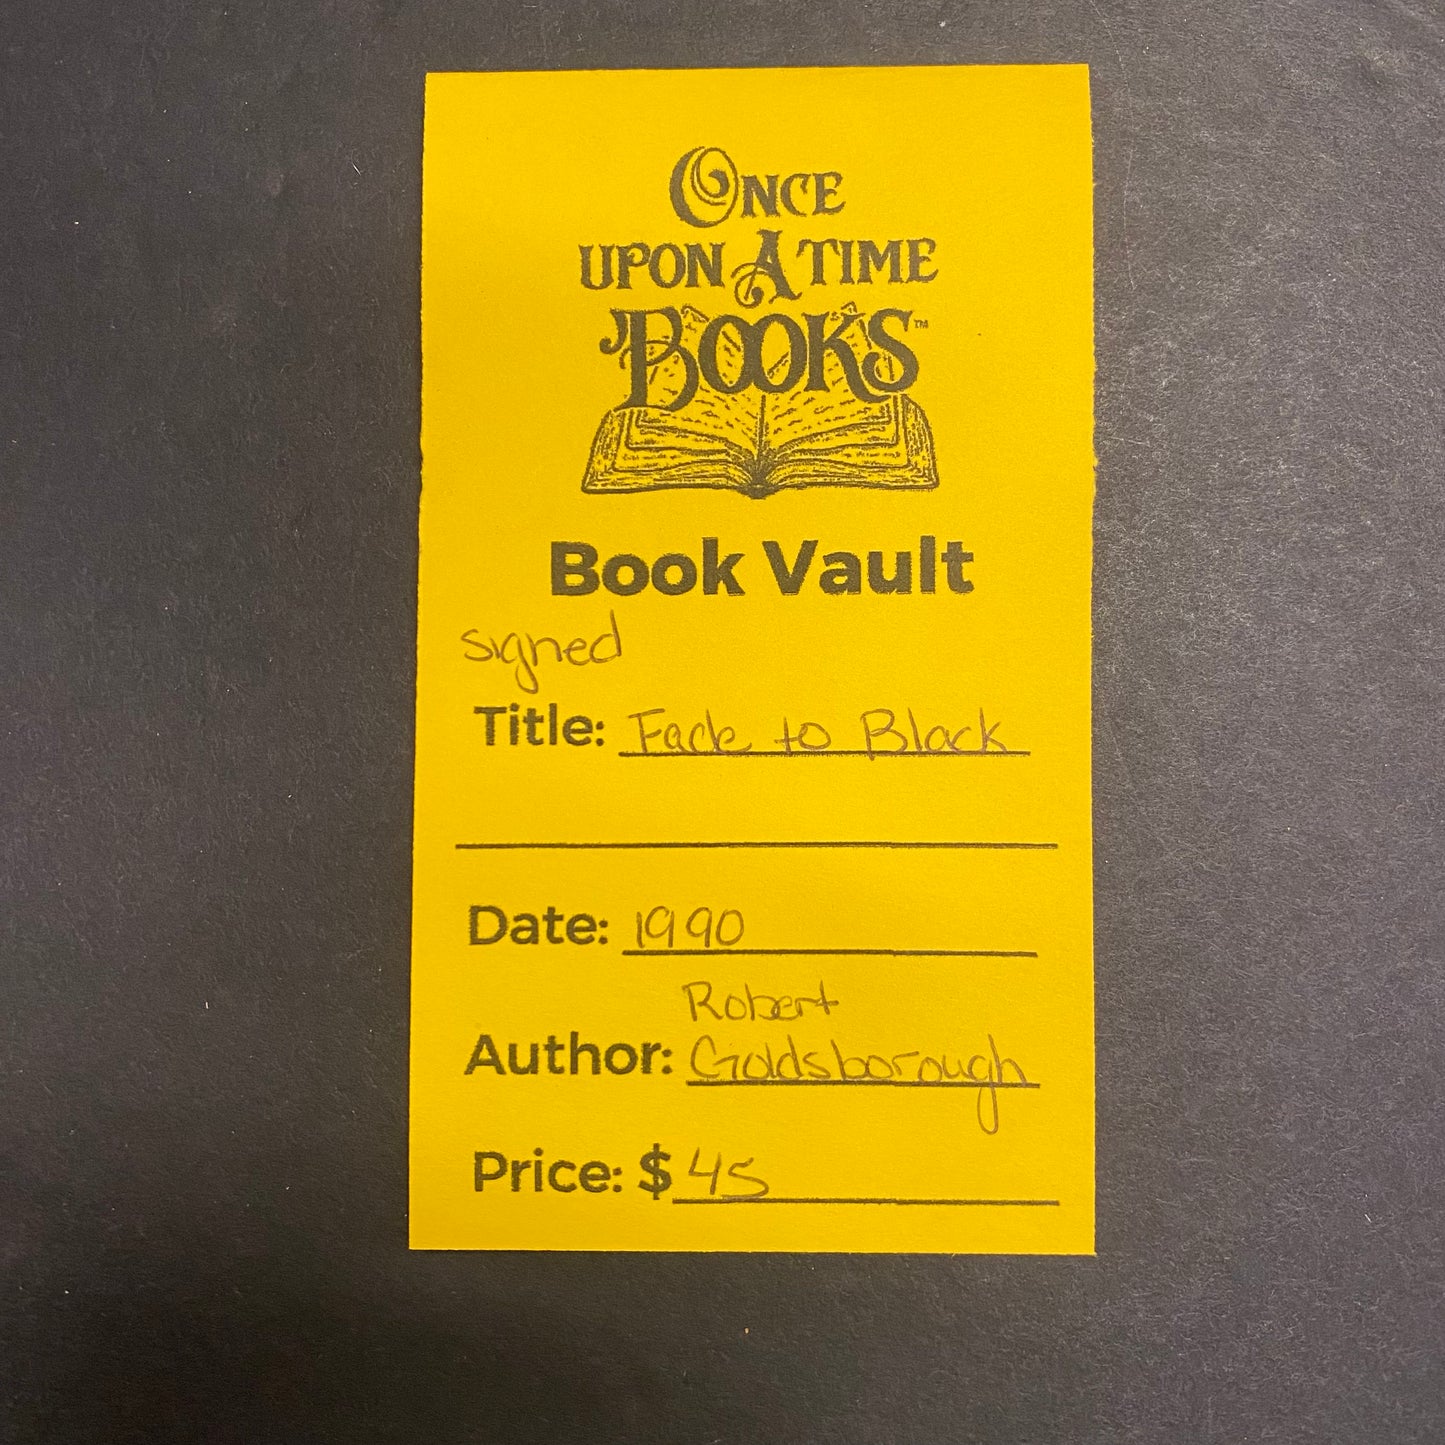 ONCE
UPON A TIME
BOOKS™
Book Vault
signed
Title: Fade to Black
Date: 1990
Robert
Author: Goldsborough
Price: $45